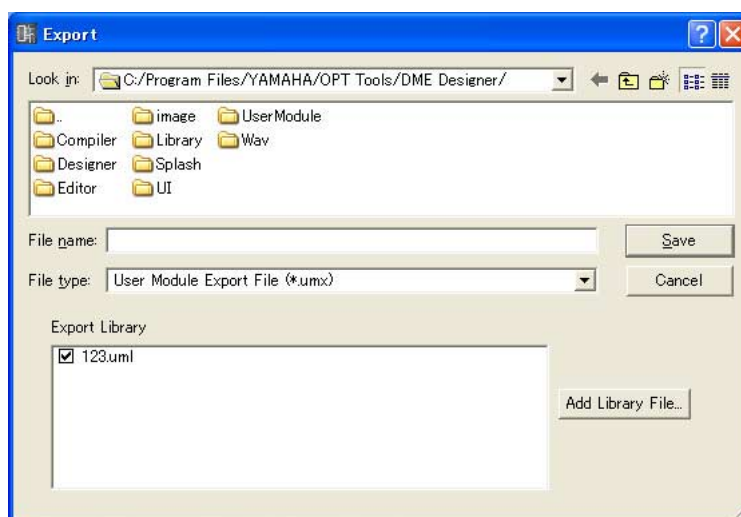 Export
Look in: C:/Program Files/YAMAHA/OPT Tools/DME Designer/
.. image UserModule
Compiler Library Wav
Designer Splash
Editor UI
File name: Save
File type: User Module Export File (*.umx) Cancel
Export Library
123.uml
Add Library File...